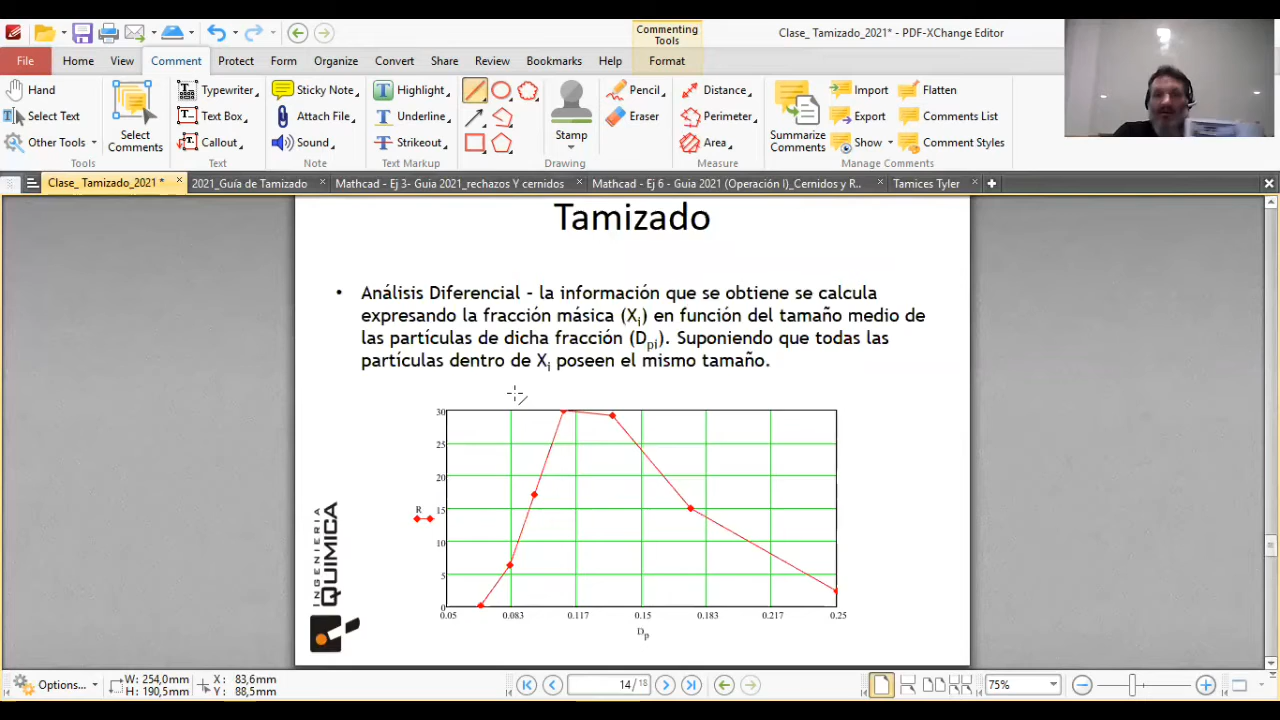 Commenting Tools
Clase_ Tamizado_2021* - PDF-XChange Editor
File Home View Comment Protect Form Organize Convert Share Review Bookmarks Help Format
Hand
Select Text
Other Tools
Tools
Select Comments
Typewriter
Text Box
Callout
Text
Sticky Note
Attach File
Sound
Note
Highlight
Underline
Strikeout
Text Markup
Pencil
Eraser
Drawing
Stamp
Distance
Perimeter
Area
Measure
Summarize Comments
Import
Export
Show
Flatten
Comments List
Comment Styles
Manage Comments
Clase_ Tamizado_2021 *
2021_Guía de Tamizado
Mathcad - Ej 3- Guia 2021_rechazos Y cernidos
Mathcad - Ej 6 - Guia 2021 (Operación I)_Cernidos y R..
Tamices Tyler
Tamizado
• Análisis Diferencial – la información que se obtiene se calcula
expresando la fracción másica (Xi) en función del tamaño medio de
las partículas de dicha fracción (Dpi). Suponiendo que todas las
partículas dentro de Xi poseen el mismo tamaño.
30
25
20
15
10
5
0
R
0.05 0.083 0.117 0.15 0.183 0.217 0.25
Dp
INGENIERIA
QUIMICA
Options...
W: 254,0mm
H: 190,5mm
X: 83,6mm
Y: 88,5mm
14 / 18
75%